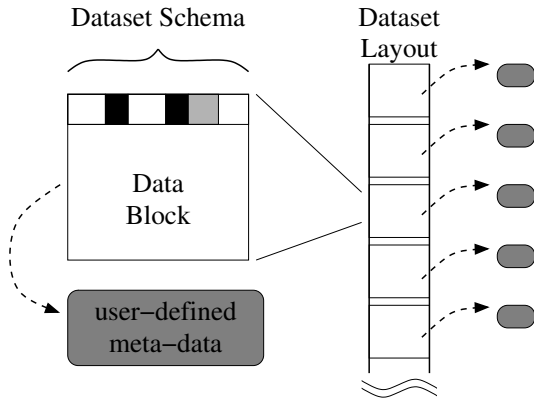 Dataset Schema
Dataset
Layout
Data
Block
user−defined
meta−data